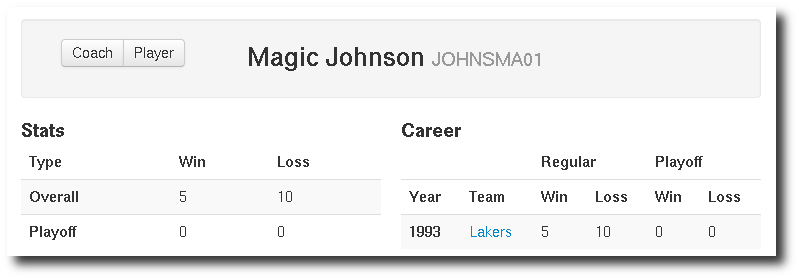 Coach Player Magic Johnson JOHNSMA01
Stats
Type Win Loss
Overall 5 10
Playoff 0 0
Career
Regular Playoff
Year Team Win Loss Win Loss
1993 Lakers 5 10 0 0